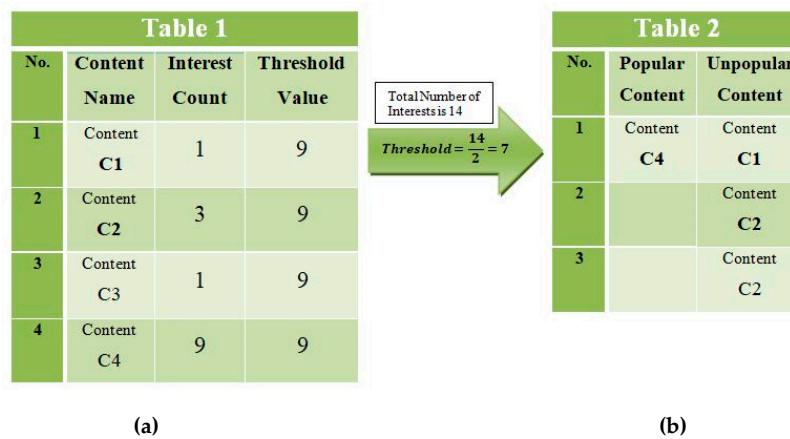 Table 1
No. Content Name Interest Count Threshold Value
1 Content C1 1 9
2 Content C2 3 9
3 Content C3 1 9
4 Content C4 9 9
(a)
Total Number of
Interests is 14
Threshold = 14/2 = 7
Table 2
No. Popular Content Unpopular Content
1 Content C4 Content C1
2 Content C2
3 Content C2
(b)